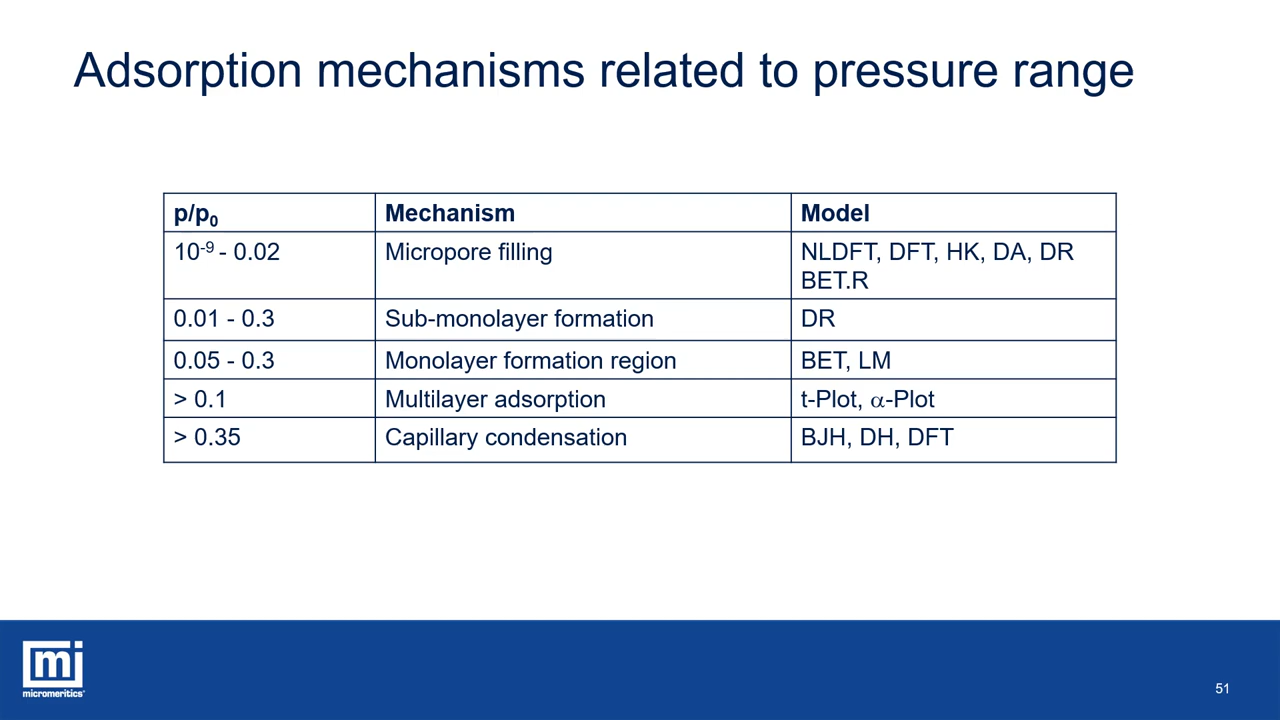 Adsorption mechanisms related to pressure range
p/p₀ Mechanism Model
10⁻⁹ - 0.02 Micropore filling NLDFT, DFT, HK, DA, DR
BET.R
0.01 - 0.3 Sub-monolayer formation DR
0.05 - 0.3 Monolayer formation region BET, LM
> 0.1 Multilayer adsorption t-Plot, α-Plot
> 0.35 Capillary condensation BJH, DH, DFT
mi
micromeritics®
51